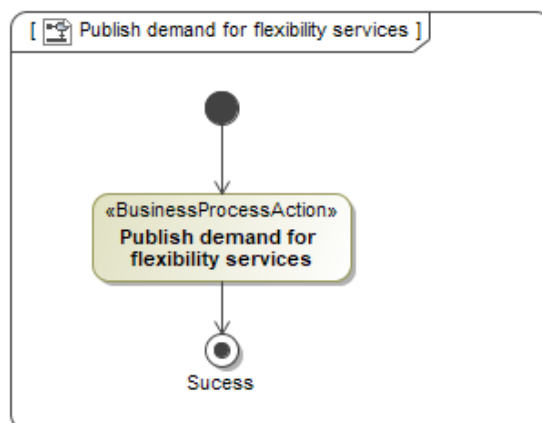 [ Publish demand for flexibility services ]
«BusinessProcessAction»
Publish demand for
flexibility services
Sucess